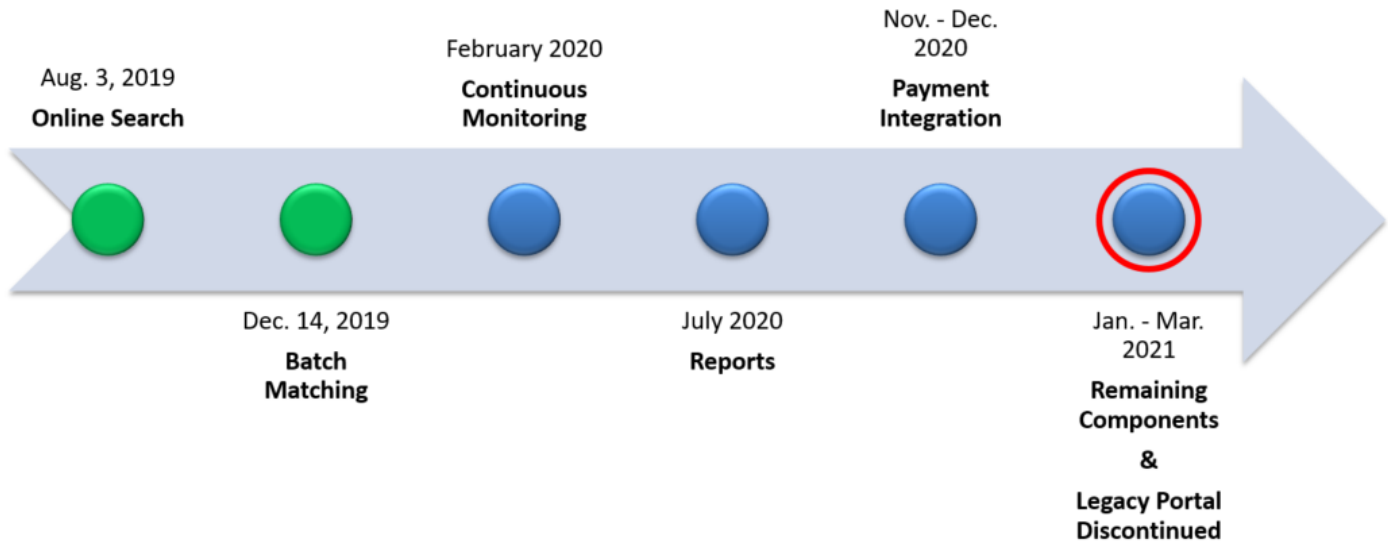 Aug. 3, 2019
Online Search
Dec. 14, 2019
Batch
Matching
February 2020
Continuous
Monitoring
July 2020
Reports
Nov. - Dec.
2020
Payment
Integration
Jan. - Mar.
2021
Remaining
Components
&
Legacy Portal
Discontinued